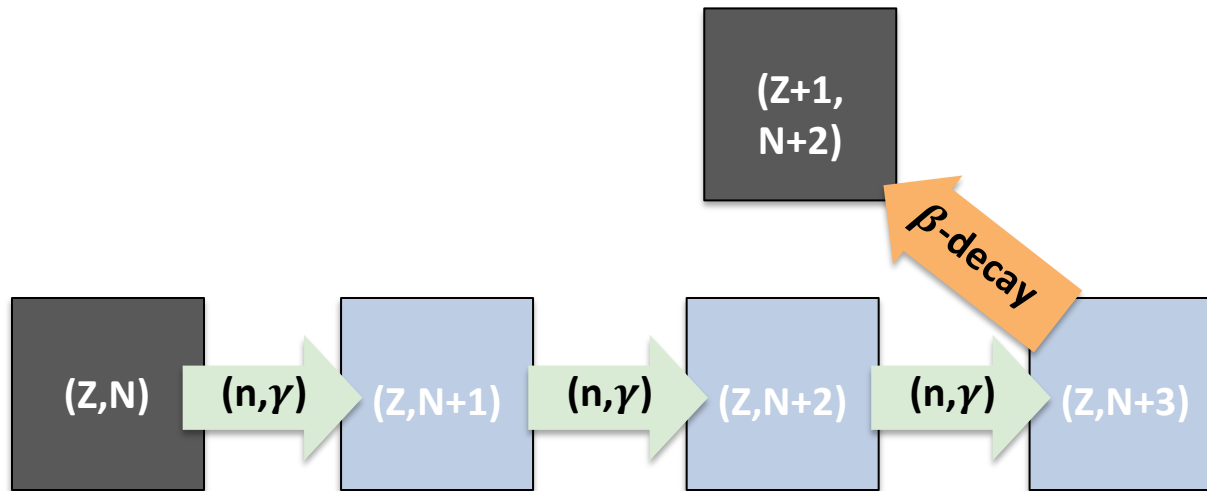 (Z+1,
N+2)
β-decay
(Z,N)
(n,γ)
(Z,N+1)
(n,γ)
(Z,N+2)
(n,γ)
(Z,N+3)